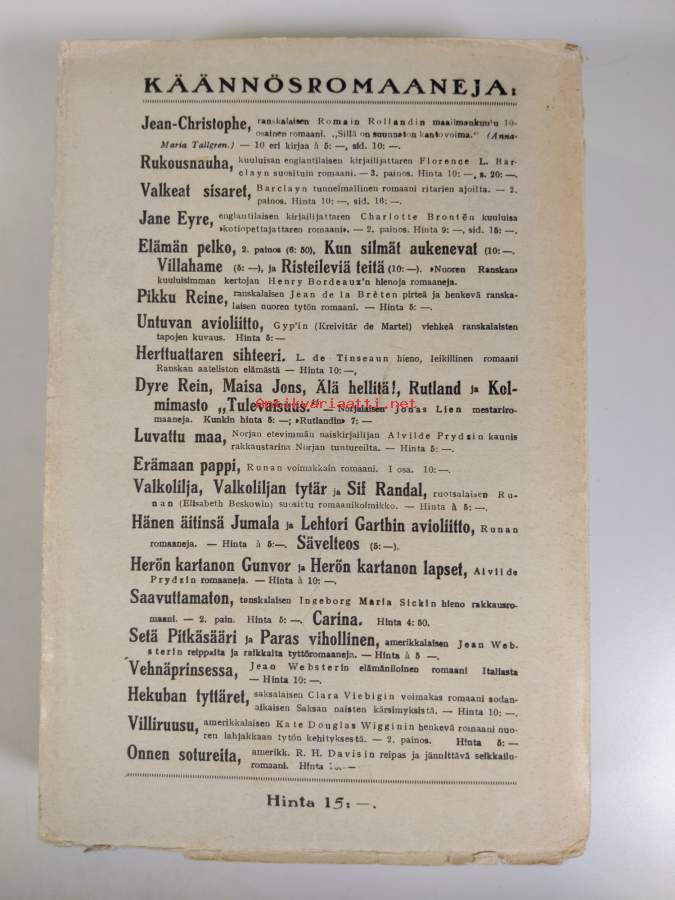 KÄÄNNÖSROMAANEJA:
Jean-Christophe, ranskalaisen Romain Rollandin maailmankuulu 10-
osainen romaani. „Sillä on suunnaton kantovoima.“ (Anna-
Maria Tallgren.) — 10 eri kirjaa à 5: —, sid. 10: —.
Rukousnauha, kuuluisan englantilaisen kirjailijattaren Florence L. Bar-
clayn suosituin romaani. — 3. painos. Hinta 10: —, s. 20: —.
Valkeat sisaret, Barclayn tunnelmallinen romaani ritarien ajoilta. — 2.
painos. Hinta 10: —, sid. 16: —.
Jane Eyre, englantilaisen kirjailijattaren Charlotte Brontën kuuluisa
»kotiopettajattaren romaani». — 2. painos. Hinta 9: —, sid. 15: —.
Elämän pelko, 2. painos (6: 50), Kun silmät aukenevat (10: —.
Villahame (5: —), ja Risteileviä teitä (10: —). »Nuoren Ranskan»
kuuluisimman kertojan Henry Bordeaux'n hienoja romaaneja.
Pikku Reine, ranskalaisen Jean de la Brèten pirteä ja henkevä ranska-
laisen nuoren tytön romaani. — Hinta 5: —.
Untuvan avioliitto, Gyp'in (Kreivitär de Martel) viehkeä ranskalaisten
tapojen kuvaus. Hinta 5: —
Herttuattaren sihteeri. L. de Tinseaun hieno, leikillinen romaani
Ranskan aateliston elämästä — Hinta 10: —,
Dyre Rein, Maisa Jons, Älä hellitä!, Rutland ja Kol-
mimasto „Tulevaisuus.“ — Norjalaisen Jonas Lien mestariro-
Antikvariaatti.net
maaneja. Kunkin hinta 5: —; »Rutlandin» 7: —
Luvattu maa, Norjan etevimmän naiskirjailijan Alvilde Prydzin kaunis
rakkaustarina Norjan tuntureilta. — Hinta 5: —.
Erämaan pappi, Runan voimakkain romaani. I osa. 10: —.
Valkolilja, Valkoliljan tytär ja Sif Randal, ruotsalaisen Ru-
nan (Elisabeth Beskowin) suosittu romaanikolmikko. — Hinta à 5: —.
Hänen äitinsä Jumala ja Lehtori Garthin avioliitto, Runan
romaaneja. — Hinta à 5: —. Sävelteos (5: —).
Herön kartanon Gunvor ja Herön kartanon lapset, Alvilde
Prydzin romaaneja. — Hinta à 10: —.
Saavuttamaton, tanskalaisen Ingeborg Maria Sickin hieno rakkausro-
maani. — 2. pain. Hinta 5: —. Carina. Hinta 4: 50.
Setä Pitkäsääri ja Paras vihollinen, amerikkalaisen Jean Web-
sterin reippaita ja raikkaita tyttöromaaneja. — Hinta à 5 —.
Vehnäprinsessa, Jean Websterin elämäniloinen romaani Italiasta
— Hinta 10: —.
Hekuban tyttäret, saksalaisen Clara Viebigin voimakas romaani sodan-
aikaisen Saksan naisten kärsimyksistä. — Hinta 10: —.
Villiruusu, amerikkalaisen Kate Douglas Wigginin henkevä romaani nuo-
ren lahjakkaan tytön kehityksestä. — 2. painos. Hinta 5: —
Onnen sotureita, amerikk. R. H. Davisin reipas ja jännittävä seikkailu-
romaani. Hinta
Hinta 15: —.